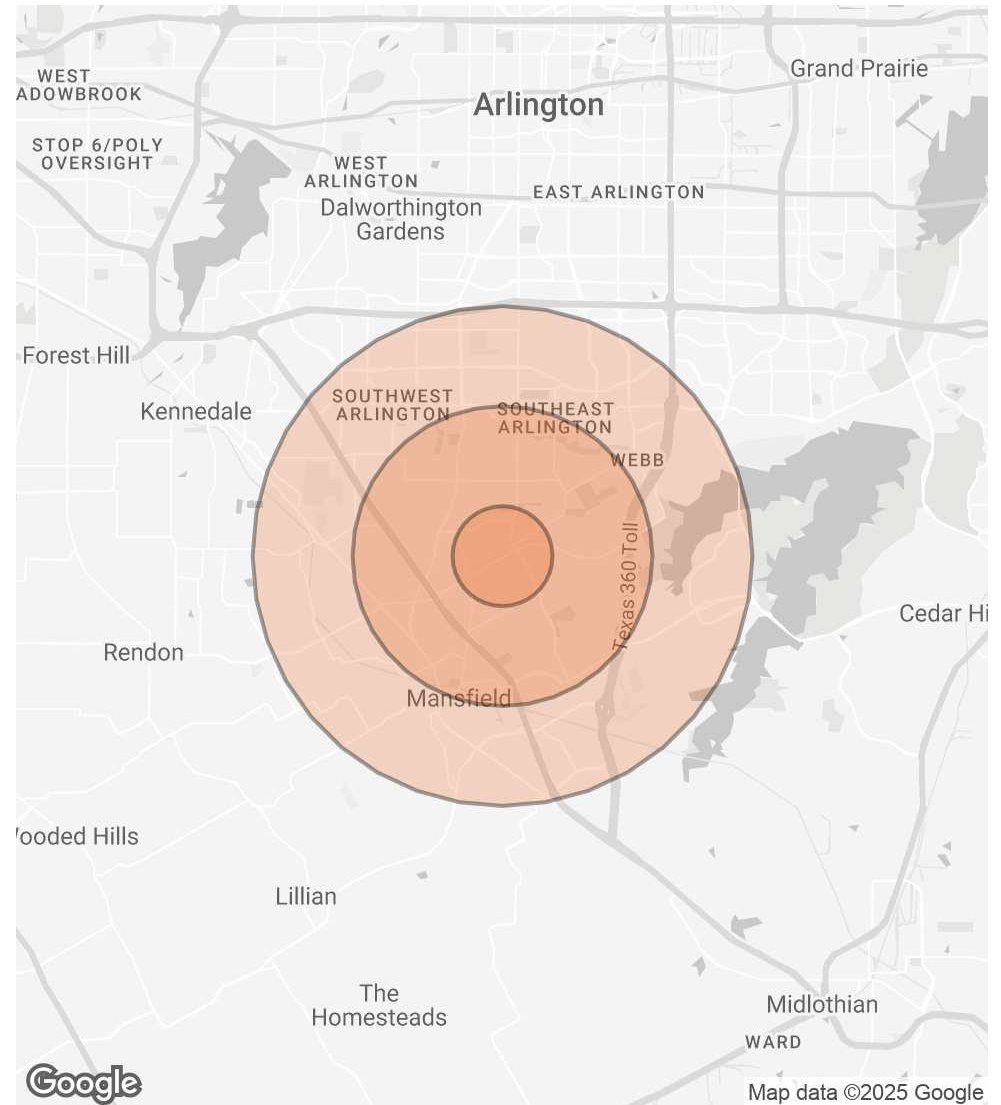 Grand Prairie
WEST
ADOWBROOK
Arlington
STOP 6/POLY
OVERSIGHT
WEST
ARLINGTON
EAST ARLINGTON
Dalworthington
Gardens
Forest Hill
SOUTHWEST
ARLINGTON
Kennedale
SOUTHEAST
ARLINGTON
WEBB
Texas 360 Toll
Cedar Hi
Rendon
Mansfield
ooded Hills
Lillian
The
Homesteads
Midlothian
WARD
Google
Map data ©2025 Google